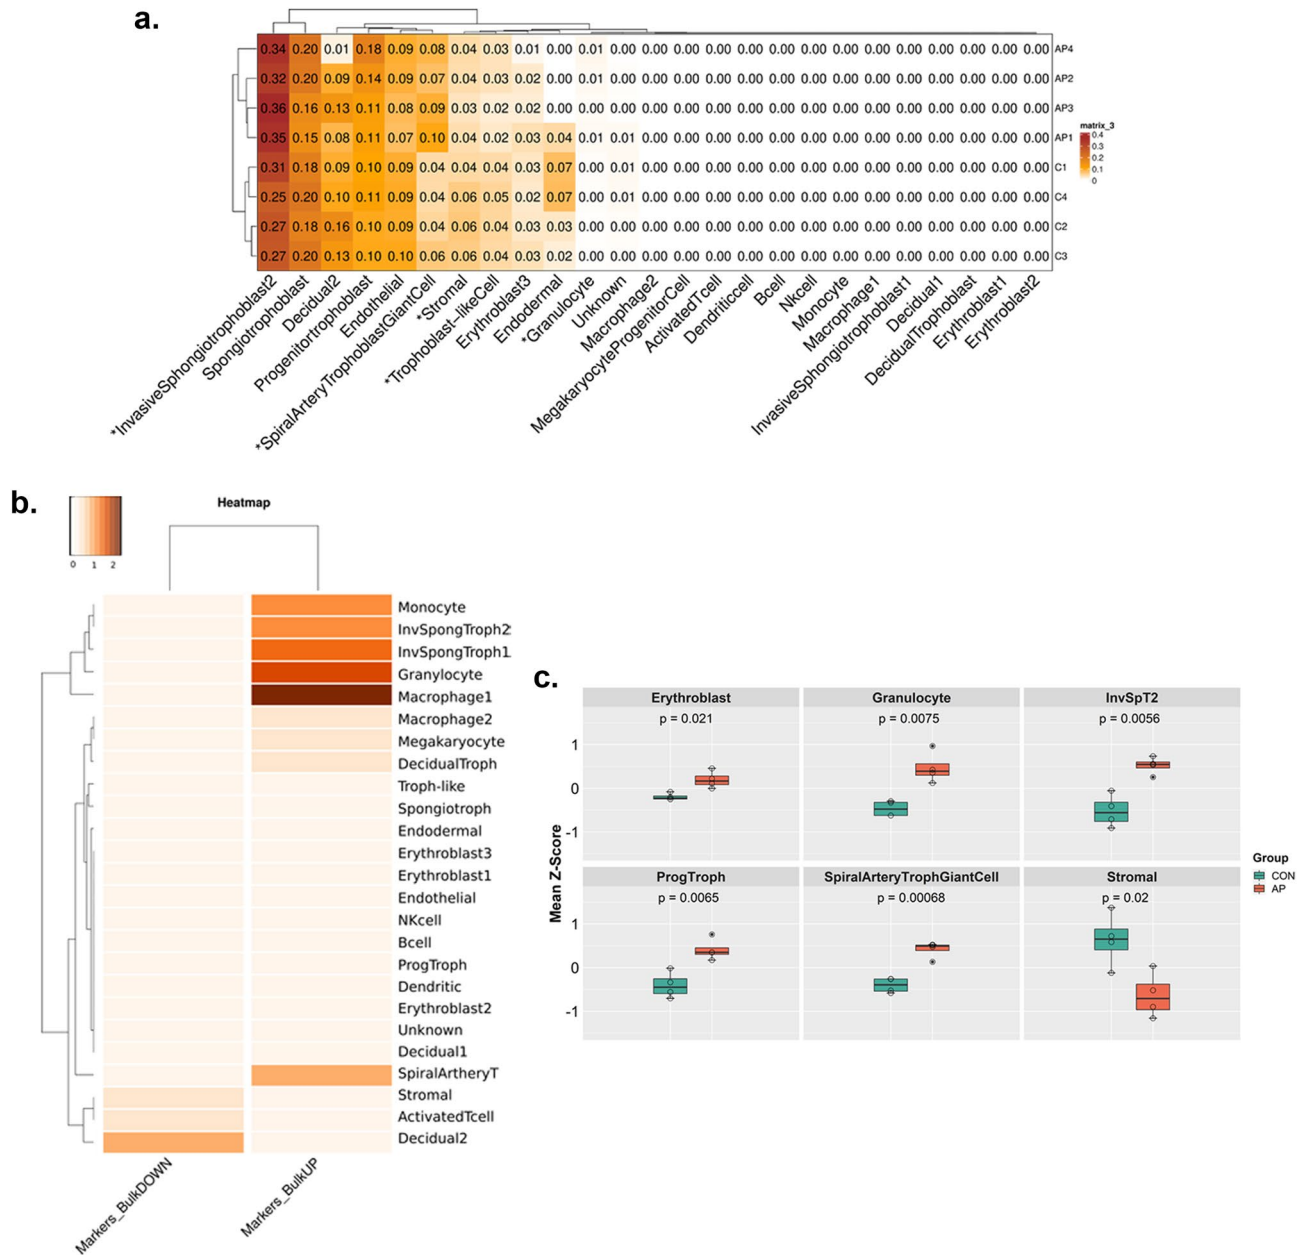 a.
0.34 0.20 0.01 0.18 0.09 0.08 0.04 0.03 0.01 0.00 0.01 0.00 0.00 0.00 0.00 0.00 0.00 0.00 0.00 0.00 0.00 0.00 0.00 0.00 0.00 AP4
0.32 0.20 0.09 0.14 0.09 0.07 0.04 0.03 0.02 0.00 0.01 0.00 0.00 0.00 0.00 0.00 0.00 0.00 0.00 0.00 0.00 0.00 0.00 0.00 0.00 AP2
0.36 0.16 0.13 0.11 0.08 0.09 0.03 0.02 0.02 0.00 0.00 0.00 0.00 0.00 0.00 0.00 0.00 0.00 0.00 0.00 0.00 0.00 0.00 0.00 0.00 AP3
0.35 0.15 0.08 0.11 0.07 0.10 0.04 0.02 0.03 0.04 0.01 0.01 0.00 0.00 0.00 0.00 0.00 0.00 0.00 0.00 0.00 0.00 0.00 0.00 0.00 AP1
0.31 0.18 0.09 0.10 0.09 0.04 0.04 0.04 0.03 0.07 0.00 0.01 0.00 0.00 0.00 0.00 0.00 0.00 0.00 0.00 0.00 0.00 0.00 0.00 0.00 C1
0.25 0.20 0.10 0.11 0.09 0.04 0.06 0.05 0.02 0.07 0.00 0.01 0.00 0.00 0.00 0.00 0.00 0.00 0.00 0.00 0.00 0.00 0.00 0.00 0.00 C4
0.27 0.18 0.16 0.10 0.09 0.04 0.06 0.04 0.03 0.03 0.00 0.00 0.00 0.00 0.00 0.00 0.00 0.00 0.00 0.00 0.00 0.00 0.00 0.00 0.00 C2
0.27 0.20 0.13 0.10 0.10 0.06 0.06 0.04 0.03 0.02 0.00 0.00 0.00 0.00 0.00 0.00 0.00 0.00 0.00 0.00 0.00 0.00 0.00 0.00 0.00 C3
matrix_3
0.4
0.3
0.2
0.1
0
*InvasiveSphongiotrophoblast2
Spongiotrophoblast
Decidual2
Progenitortrophoblast
Endothelial
*SpiralArteryTrophoblastGiantCell
*Stromal
*Trophoblast-likeCell
Erythroblast3
Endodermal
*Granulocyte
Unknown
Macrophage2
MegakaryocyteProgenitorCell
ActivatedTcell
Dendriticcell
Bcell
Nkcell
Monocyte
Macrophage1
InvasiveSphongiotrophoblast1
Decidual1
DecidualTrophoblast
Erythroblast1
Erythroblast2
b.
Heatmap
0 1 2
Monocyte
InvSpongTroph2
InvSpongTroph1
Granylocyte
Macrophage1
Macrophage2
Megakaryocyte
DecidualTroph
Troph-like
Spongiotroph
Endodermal
Erythroblast3
Erythroblast1
Endothelial
NKcell
Bcell
ProgTroph
Dendritic
Erythroblast2
Unknown
Decidual1
SpiralArtheryT
Stromal
ActivatedTcell
Decidual2
Markers_BulkDOWN
Markers_BulkUP
c.
Erythroblast Granulocyte InvSpT2
p = 0.021 p = 0.0075 p = 0.0056
1
0
-1
ProgTroph SpiralArteryTrophGiantCell Stromal
p = 0.0065 p = 0.00068 p = 0.02
1
0
-1
Mean Z-Score
Group
CON
AP